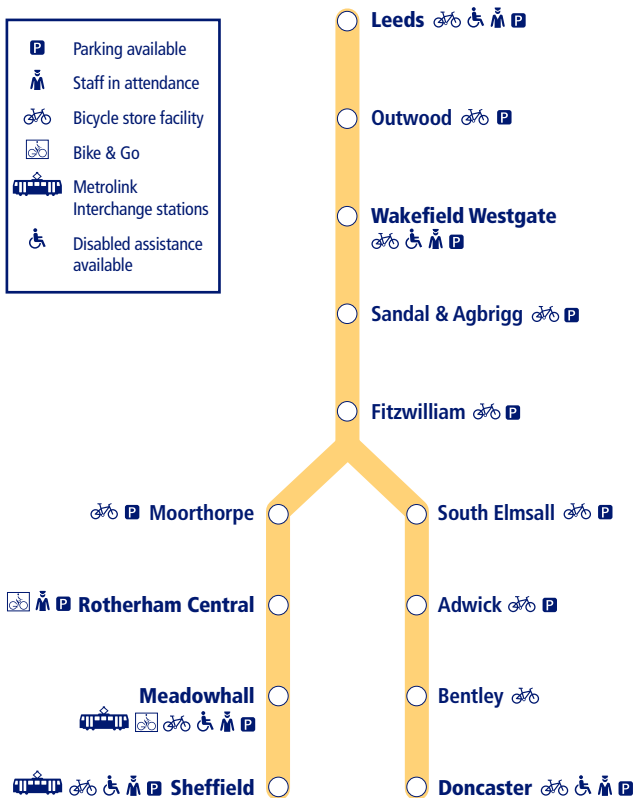 P Parking available
Staff in attendance
Bicycle store facility
Bike & Go
Metrolink
Interchange stations
Disabled assistance
available
Leeds P
Outwood P
Wakefield Westgate
P
Sandal & Agbrigg P
Fitzwilliam P
P Moorthorpe
South Elmsall P
P Rotherham Central
Adwick P
Meadowhall
P
Bentley
P Sheffield
Doncaster P